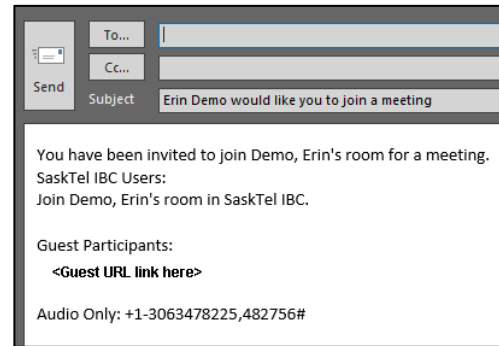 To...
Cc...
Send
Subject
Erin Demo would like you to join a meeting
You have been invited to join Demo, Erin's room for a meeting.
SaskTel IBC Users:
Join Demo, Erin's room in SaskTel IBC.
Guest Participants:
<Guest URL link here>
Audio Only: +1-3063478225,482756#